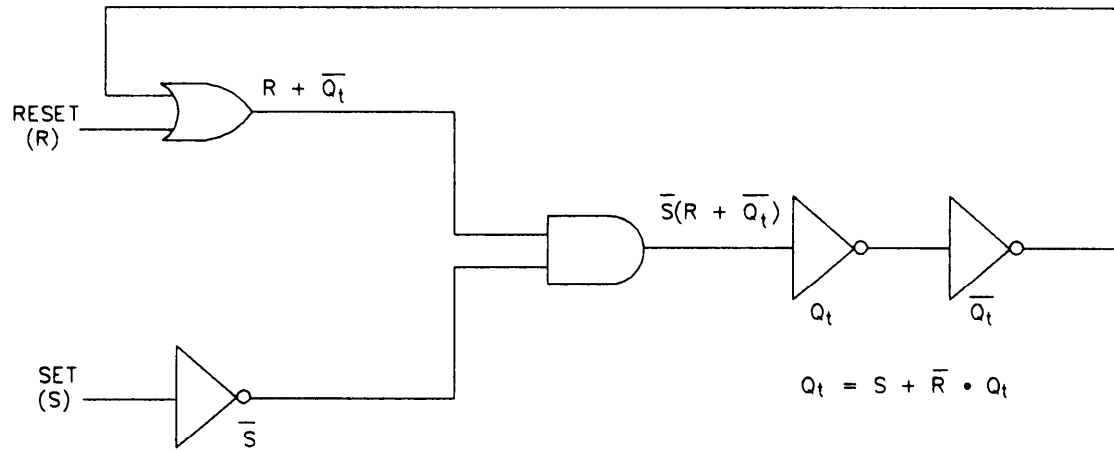 R + Q̅t
RESET
(R)
S̅(R + Q̅t)
Qt
Q̅t
SET
(S)
S̅
Qt = S + R̅ • Qt